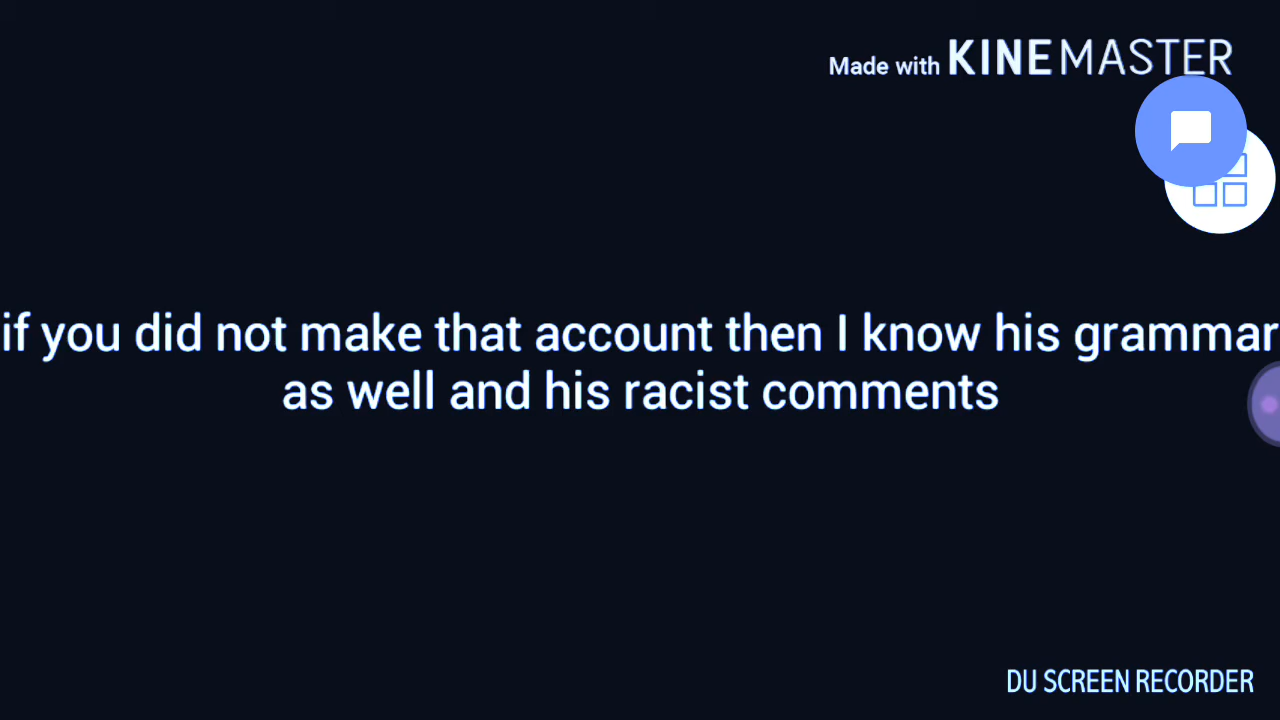 Made with KINEMASTER
if you did not make that account then I know his grammar
as well and his racist comments
DU SCREEN RECORDER